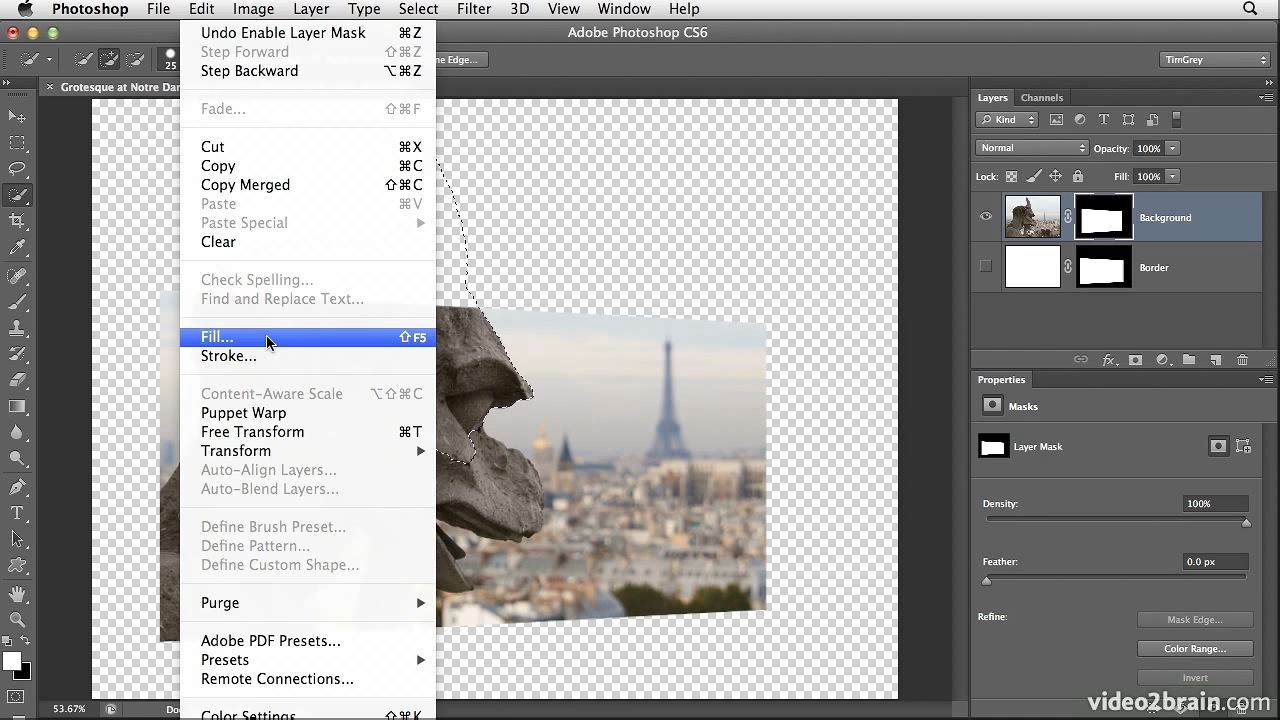 Photoshop File Edit Image Layer Type Select Filter 3D View Window Help
Adobe Photoshop CS6
25
ne Edge...
TimGrey
× Grotesque at Notre Dar
Undo Enable Layer Mask ⌘Z
Step Forward ⇧⌘Z
Step Backward ⌥⌘Z
Fade... ⇧⌘F
Cut ⌘X
Copy ⌘C
Copy Merged ⇧⌘C
Paste ⌘V
Paste Special
Clear
Check Spelling...
Find and Replace Text...
Fill... ⇧F5
Stroke...
Content-Aware Scale ⌥⇧⌘C
Puppet Warp
Free Transform ⌘T
Transform
Auto-Align Layers...
Auto-Blend Layers...
Define Brush Preset...
Define Pattern...
Define Custom Shape...
Purge
Adobe PDF Presets...
Presets
Remote Connections...
Color Settings... ⇧⌘K
53.67%
Do
Layers Channels
Kind
Normal Opacity: 100%
Lock: Fill: 100%
Background
Border
fx
Properties
Masks
Layer Mask
Density: 100%
Feather: 0.0 px
Refine: Mask Edge...
Color Range...
Invert
video2brain.com